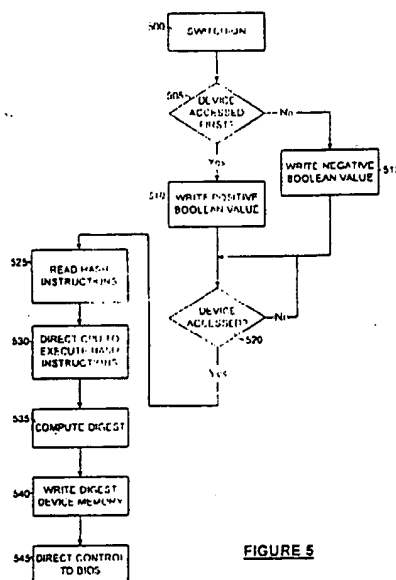 500
SWITCH ON
505
DEVICE
ACCESSED
FIRST?
No
Yes
510
WRITE POSITIVE
BOOLEAN VALUE
WRITE NEGATIVE
BOOLEAN VALUE
525
READ HASH
INSTRUCTIONS
DEVICE
ACCESSED?
No
520
Yes
530
DIRECT CPU TO
EXECUTE HASH
INSTRUCTIONS
535
COMPUTE DIGEST
540
WRITE DIGEST
DEVICE MEMORY
545
DIRECT CONTROL
TO BIOS
FIGURE 5